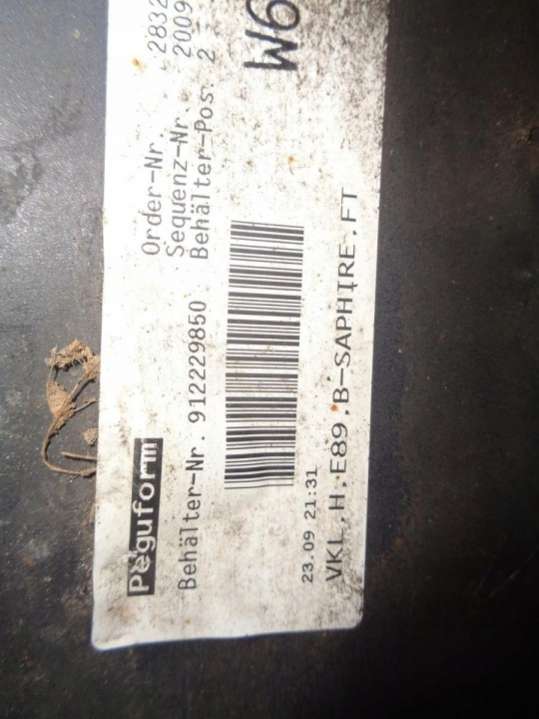 Peguform
Order-Nr. 2832
Sequenz-Nr. 2009
Behälter-Nr. 912229850 Behälter-Pos: 2
23.09 21:31
VKL,H,E89,B-SAPHIRE,FT